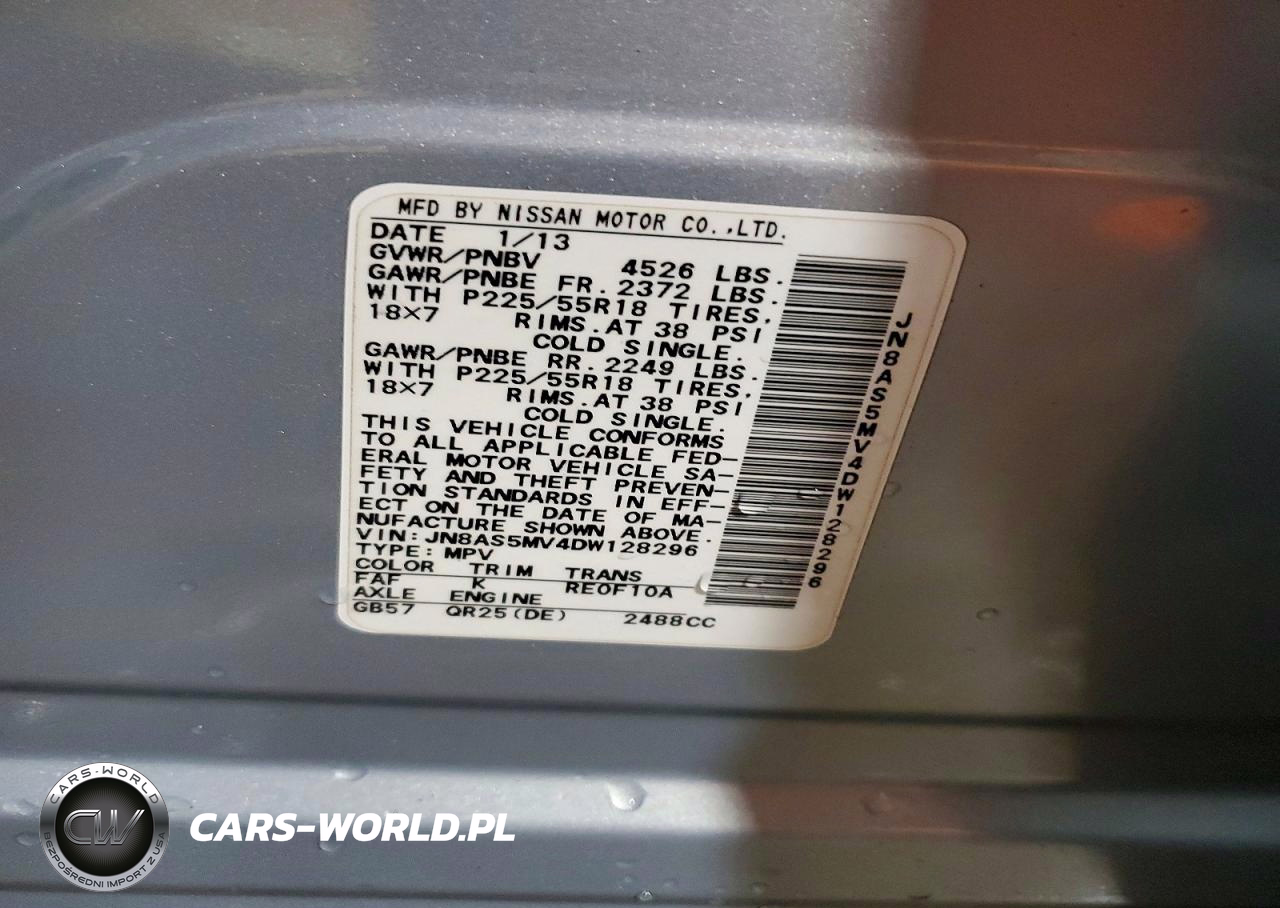 MFD BY NISSAN MOTOR CO.,LTD.
DATE 1/13
GVWR/PNBV 4526 LBS.
GAWR/PNBE FR. 2372 LBS.
WITH P225/55R18 TIRES,
18×7 RIMS.AT 38 PSI
COLD SINGLE.
GAWR/PNBE RR. 2249 LBS.
WITH P225/55R18 TIRES,
18×7 RIMS.AT 38 PSI
COLD SINGLE.
THIS VEHICLE CONFORMS
TO ALL APPLICABLE FED-
ERAL MOTOR VEHICLE SA-
FETY AND THEFT PREVEN-
TION STANDARDS IN EFF-
ECT ON THE DATE OF MA-
NUFACTURE SHOWN ABOVE.
VIN:JN8AS5MV4DW128296
TYPE:MPV
COLOR TRIM TRANS
FAF K RE0F10A
AXLE ENGINE
GB57 QR25(DE) 2488CC
JN8AS5MV4DW128296
CARS-WORLD
CW
BEZPOŚREDNI IMPORT Z USA
CARS-WORLD.PL